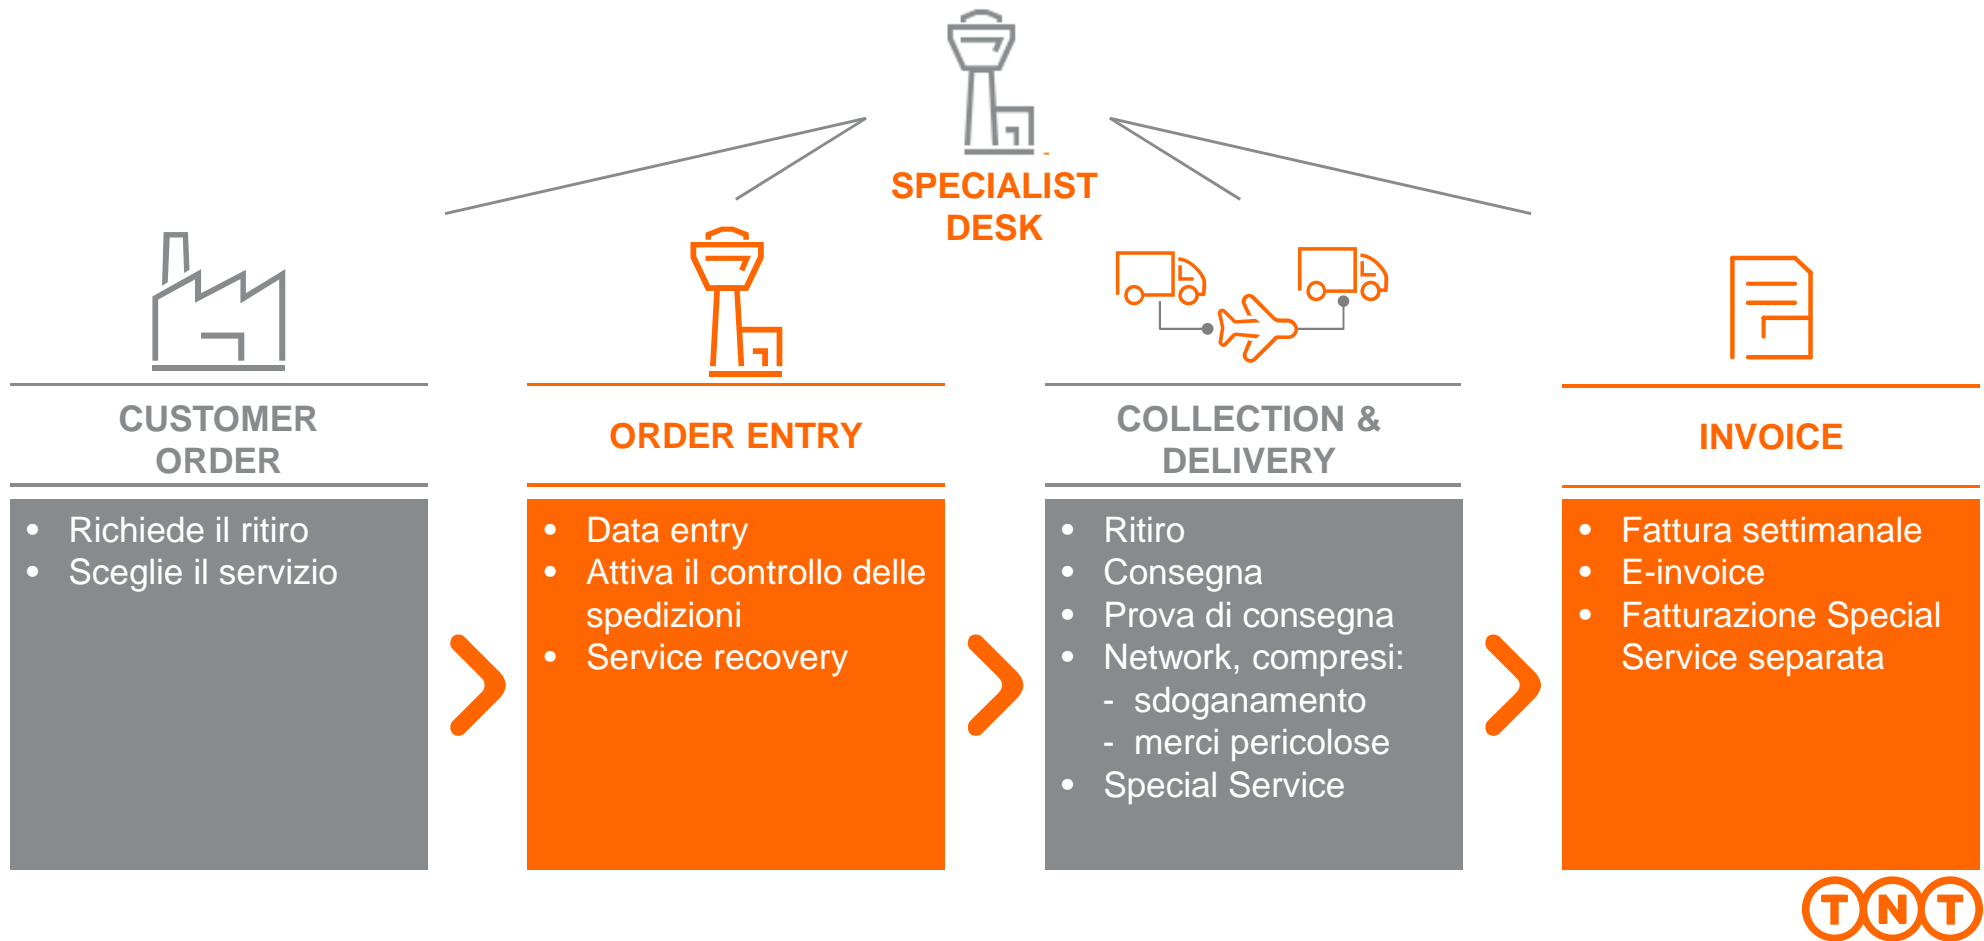 SPECIALIST
DESK
CUSTOMER
ORDER
• Richiede il ritiro
• Sceglie il servizio
ORDER ENTRY
• Data entry
• Attiva il controllo delle
spedizioni
• Service recovery
COLLECTION &
DELIVERY
• Ritiro
• Consegna
• Prova di consegna
• Network, compresi:
- sdoganamento
- merci pericolose
• Special Service
INVOICE
• Fattura settimanale
• E-invoice
• Fatturazione Special
Service separata
TNT